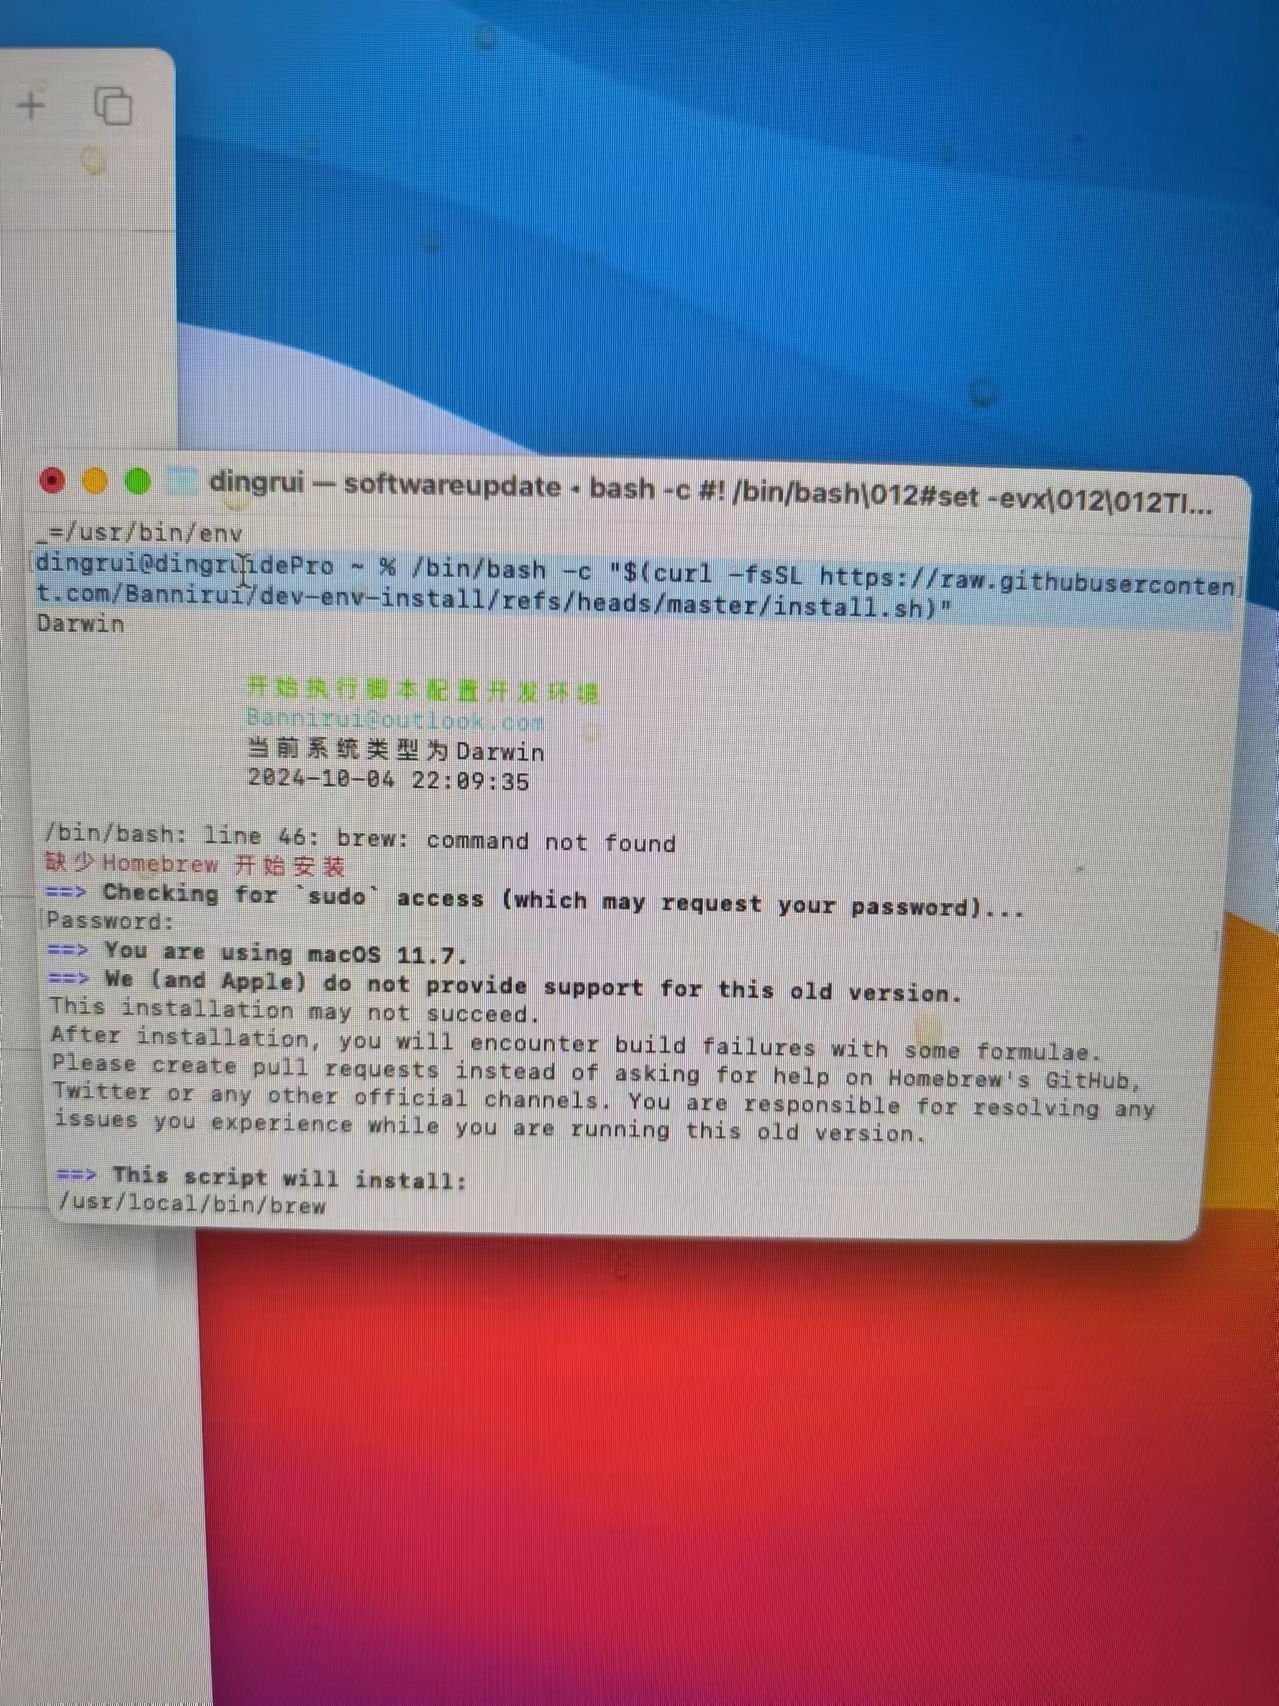 dingrui — softwareupdate • bash -c #! /bin/bash\012#set -evx\012\012TI...
_=/usr/bin/env
dingrui@dingruidePro ~ % /bin/bash -c "$(curl -fsSL https://raw.githubuserconten
t.com/Bannirui/dev-env-install/refs/heads/master/install.sh)"
Darwin
开始执行脚本配置开发环境
Bannirui@outlook.com
当前系统类型为Darwin
2024-10-04 22:09:35
/bin/bash: line 46: brew: command not found
缺少Homebrew 开始安装
==> Checking for `sudo` access (which may request your password)...
Password:
==> You are using macOS 11.7.
==> We (and Apple) do not provide support for this old version.
This installation may not succeed.
After installation, you will encounter build failures with some formulae.
Please create pull requests instead of asking for help on Homebrew's GitHub,
Twitter or any other official channels. You are responsible for resolving any
issues you experience while you are running this old version.
==> This script will install:
/usr/local/bin/brew